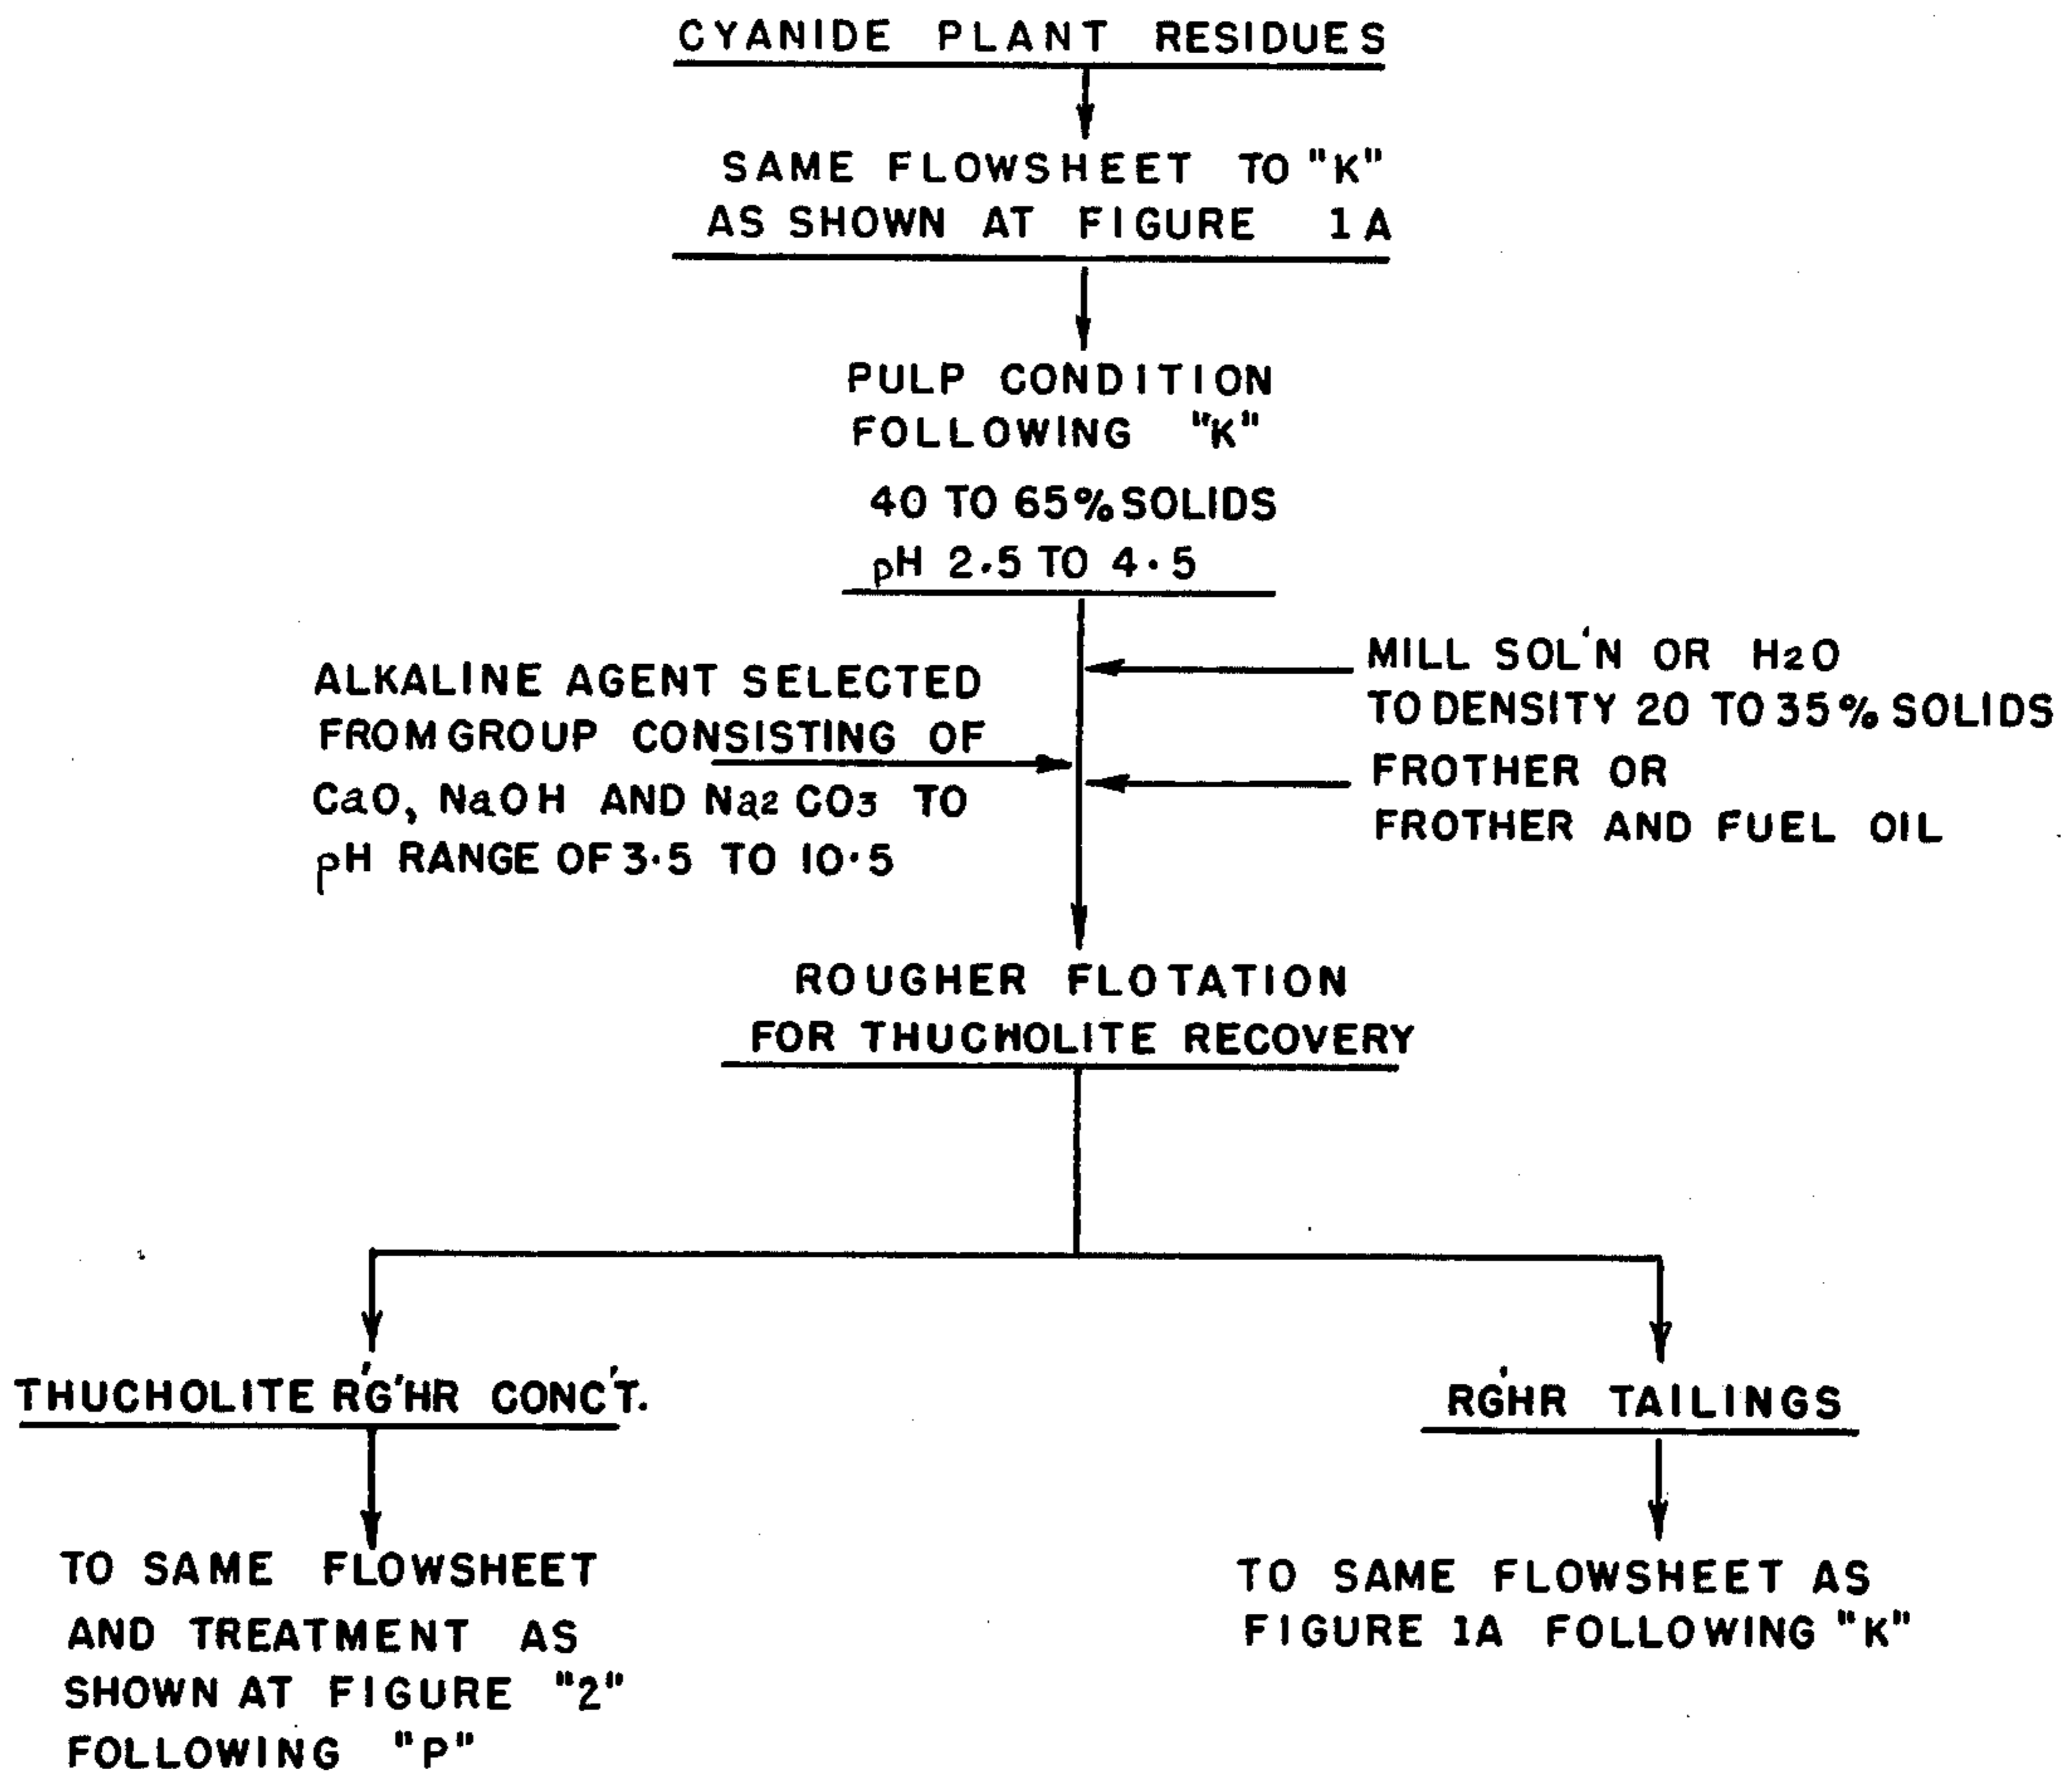 CYANIDE PLANT RESIDUES
SAME FLOWSHEET TO "K"
AS SHOWN AT FIGURE 1A
PULP CONDITION
FOLLOWING "K"
40 TO 65% SOLIDS
pH 2.5 TO 4.5
MILL SOL'N OR H2O
TO DENSITY 20 TO 35% SOLIDS
ALKALINE AGENT SELECTED
FROM GROUP CONSISTING OF
CaO, NaOH AND Na2 CO3 TO
pH RANGE OF 3.5 TO 10.5
FROTHER OR
FROTHER AND FUEL OIL
ROUGHER FLOTATION
FOR THUCHOLITE RECOVERY
THUCHOLITE R'G'HR CONC'T.
RG'HR TAILINGS
TO SAME FLOWSHEET
AND TREATMENT AS
SHOWN AT FIGURE "2"
FOLLOWING "P"
TO SAME FLOWSHEET AS
FIGURE 1A FOLLOWING "K"